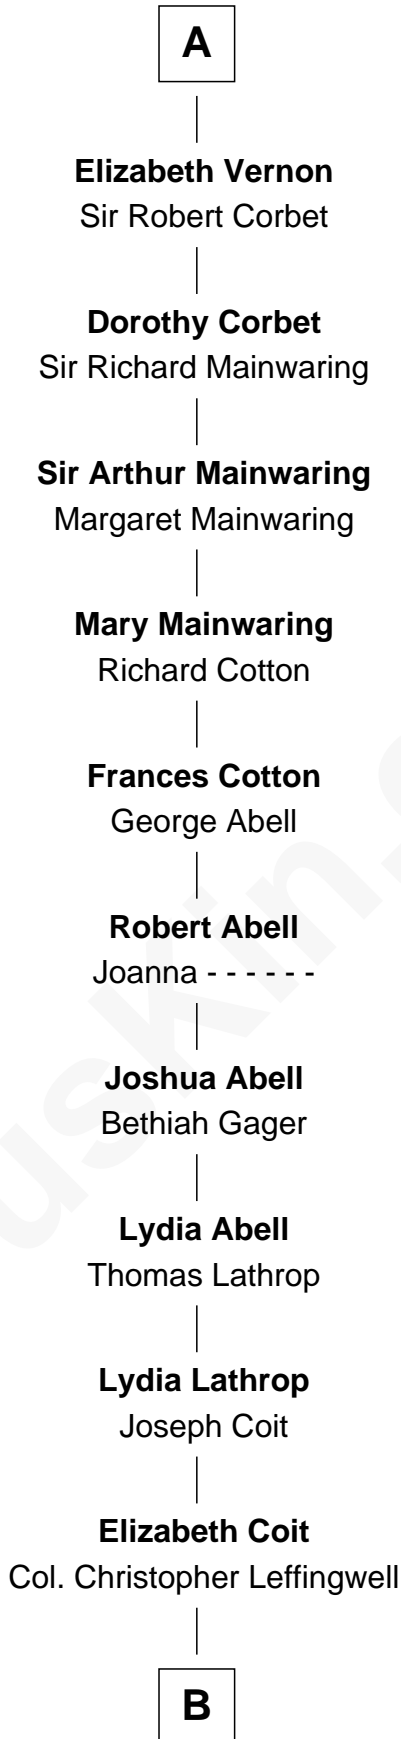 A
Elizabeth Vernon
Sir Robert Corbet
Dorothy Corbet
Sir Richard Mainwaring
Sir Arthur Mainwaring
Margaret Mainwaring
Mary Mainwaring
Richard Cotton
Frances Cotton
George Abell
Robert Abell
Joanna - - - - - -
Joshua Abell
Bethiah Gager
Lydia Abell
Thomas Lathrop
Lydia Lathrop
Joseph Coit
Elizabeth Coit
Col. Christopher Leffingwell
B